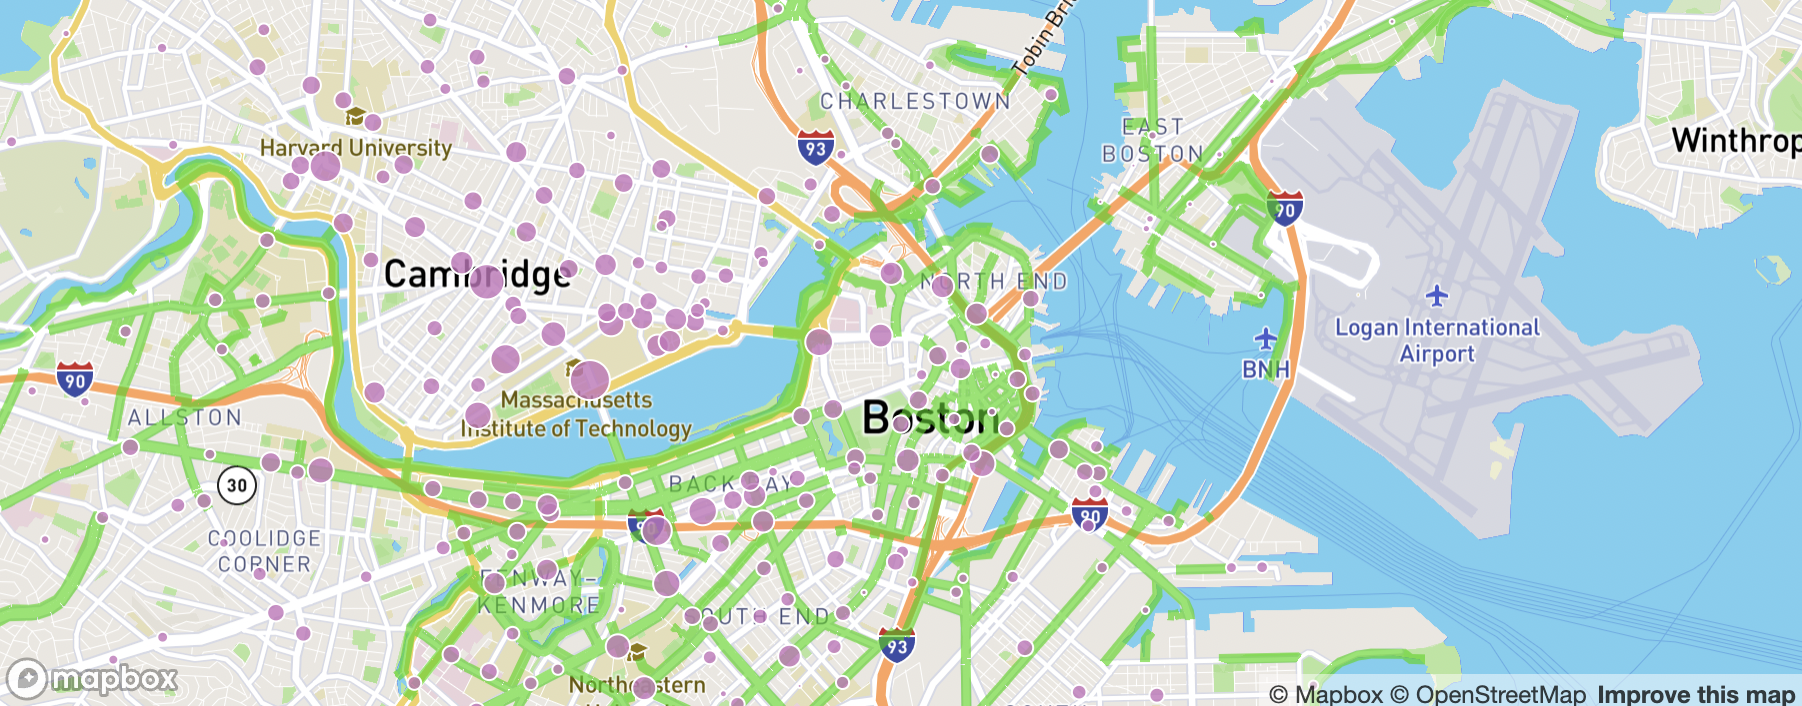 Tobin Bri
CHARLESTOWN
93
EAST
BOSTON
Winthrop
Harvard University
90
Cambridge
NORTH END
Logan International
Airport
BNH
90
ALLSTON
Massachusetts
Institute of Technology
Boston
30
BACK BAY
90
90
COOLIDGE
CORNER
FENWAY–
KENMORE
SOUTH END
93
Northeastern
mapbox
© Mapbox © OpenStreetMap Improve this map